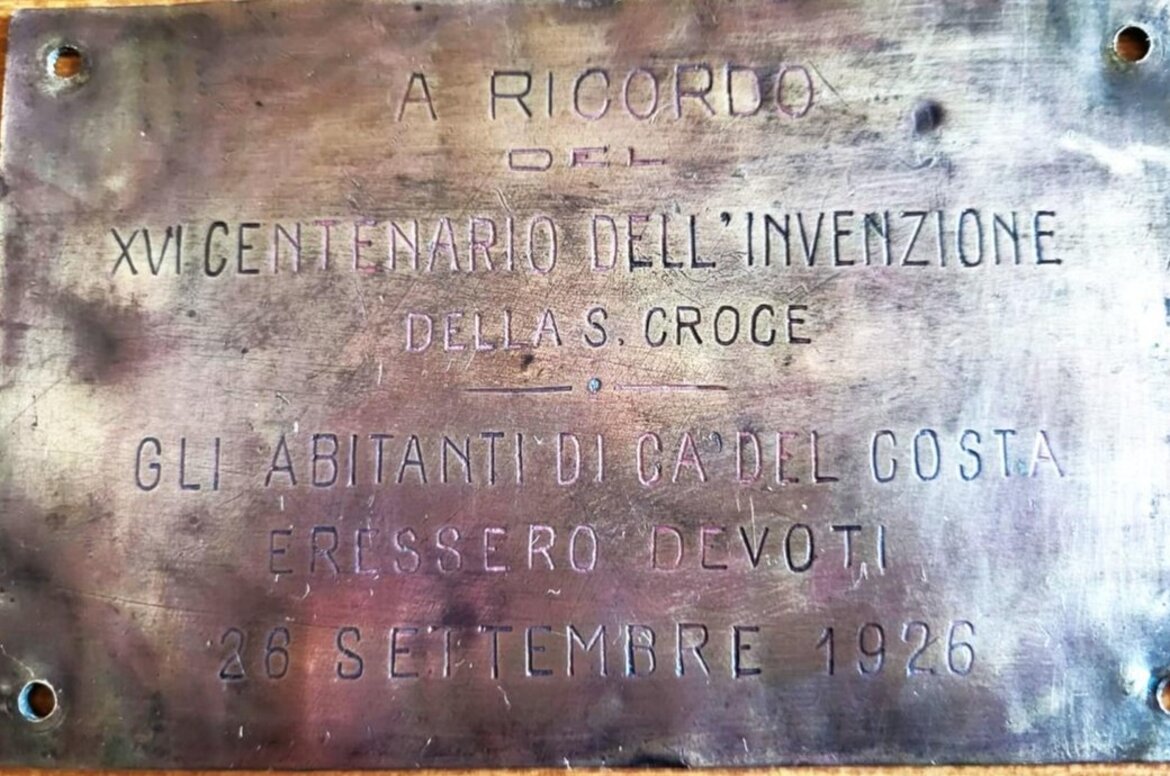 A RICORDO
DEL
XVI CENTENARIO DELL'INVENZIONE
DELLA S. CROCE
GLI ABITANTI DI CA' DEL COSTA
ERESSERO DEVOTI
26 SETTEMBRE 1926